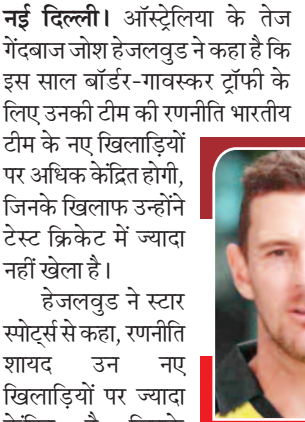 नई दिल्ली। ऑस्ट्रेलिया के तेज
गेंदबाज जोश हेजलवुड ने कहा है कि
इस साल बॉर्डर-गावस्कर ट्रॉफी के
लिए उनकी टीम की रणनीति भारतीय
टीम के नए खिलाड़ियों
पर अधिक केंद्रित होगी,
जिनके खिलाफ उन्होंने
टेस्ट क्रिकेट में ज्यादा
नहीं खेला है।
हेजलवुड ने स्टार
स्पोर्ट्स से कहा, रणनीति
शायद उन नए
खिलाड़ियों पर ज्यादा